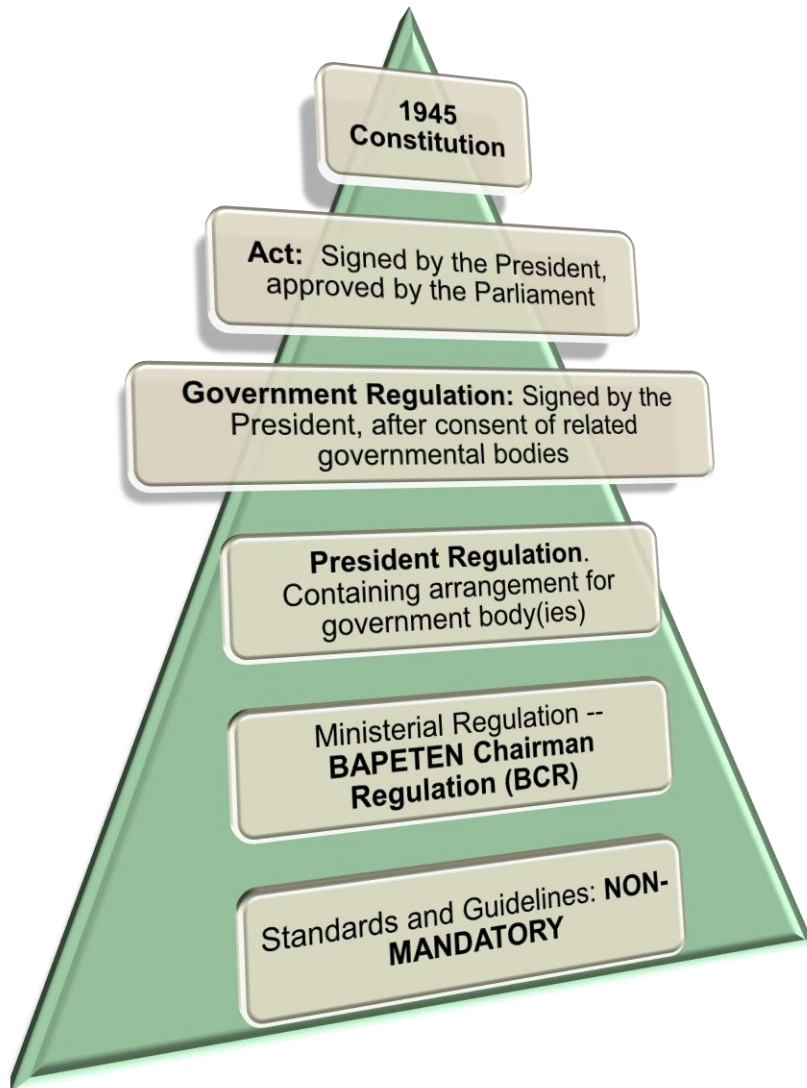 1945
Constitution
Act: Signed by the President,
approved by the Parliament
Government Regulation: Signed by the
President, after consent of related
governmental bodies
President Regulation.
Containing arrangement for
government body(ies)
Ministerial Regulation --
BAPETEN Chairman
Regulation (BCR)
Standards and Guidelines: NON-
MANDATORY